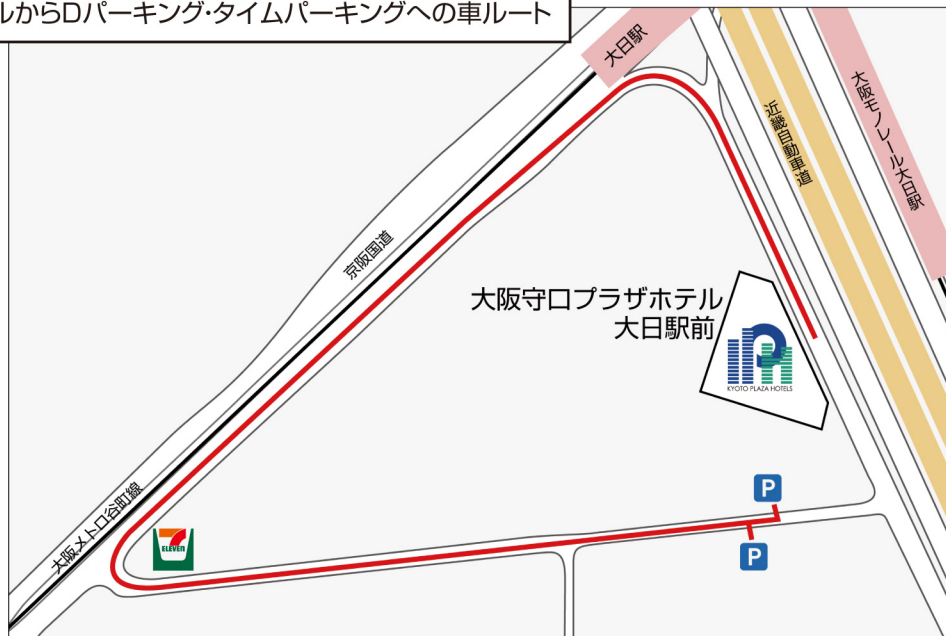 ルからDパーキング・タイムパーキングへの車ルート
大日駅
近畿自動車道
大阪モノレール大日駅
京阪国道
大阪守口プラザホテル
大日駅前
KYOTO PLAZA HOTELS
P
P
大阪メトロ谷町線
7
ELEVEN